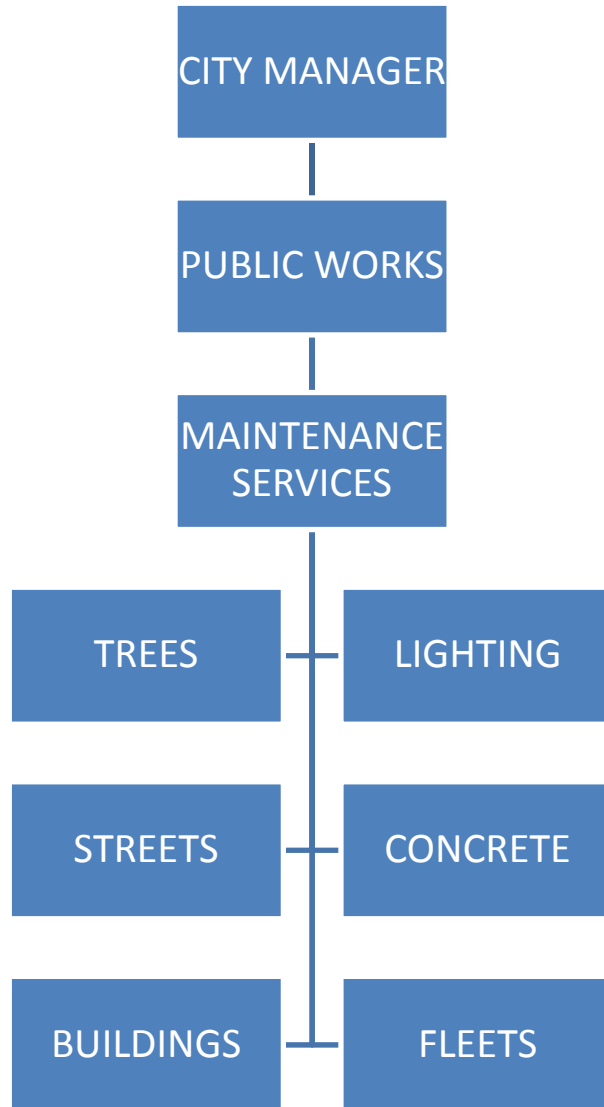 CITY MANAGER
PUBLIC WORKS
MAINTENANCE
SERVICES
TREES
LIGHTING
STREETS
CONCRETE
BUILDINGS
FLEETS